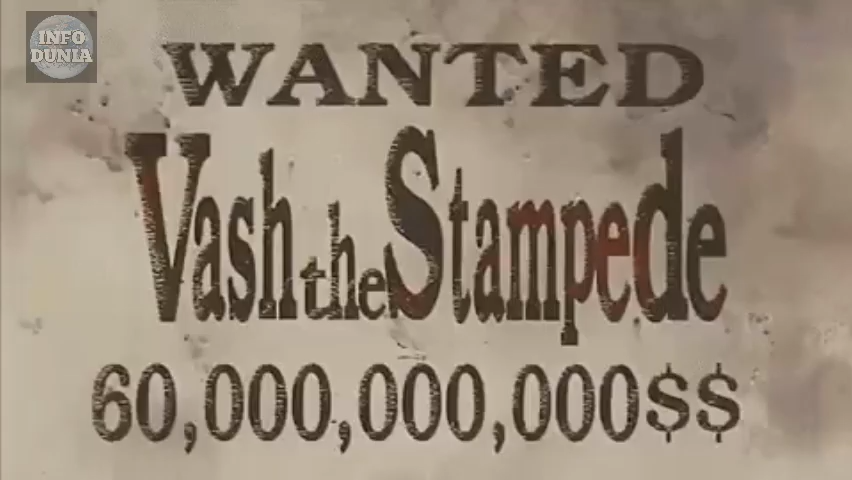 INFO
DUNIA
WANTED
Vash the Stampede
60,000,000,000$$